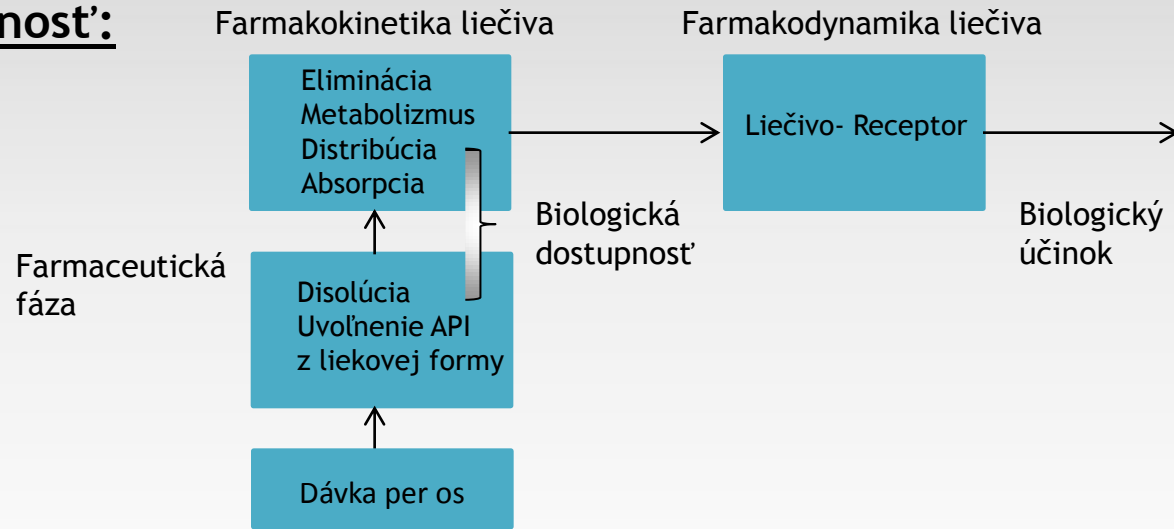 nosť:
Farmakokinetika liečiva
Farmakodynamika liečiva
Eliminácia
Metabolizmus
Distribúcia
Absorpcia
Liečivo- Receptor
Biologická
dostupnosť
Biologický
účinok
Farmaceutická
fáza
Disolúcia
Uvoľnenie API
z liekovej formy
Dávka per os